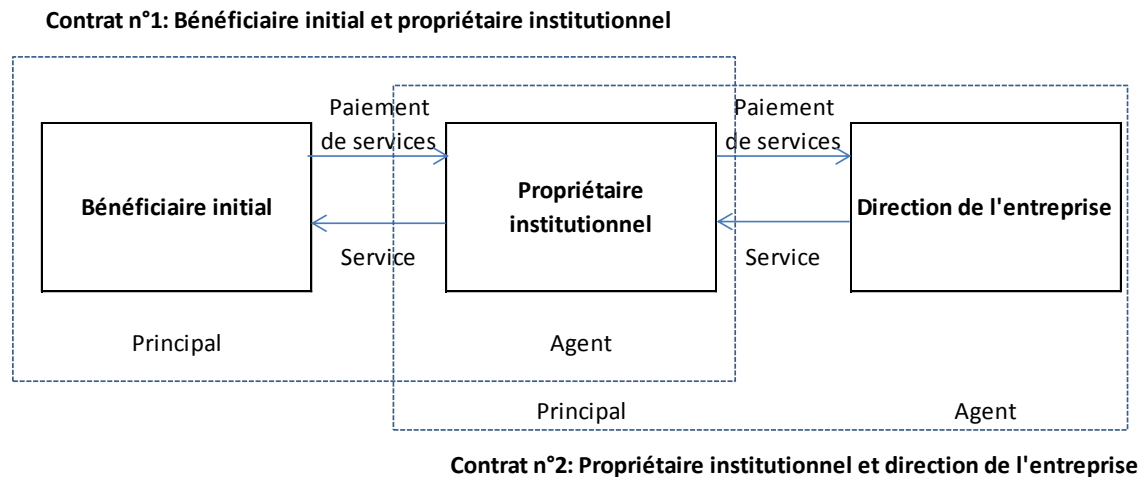 Contrat n°1: Bénéficiaire initial et propriétaire institutionnel
Paiement
de services
Paiement
de services
Bénéficiaire initial
Propriétaire
institutionnel
Direction de l'entreprise
Service
Service
Principal
Agent
Principal
Agent
Contrat n°2: Propriétaire institutionnel et direction de l'entreprise